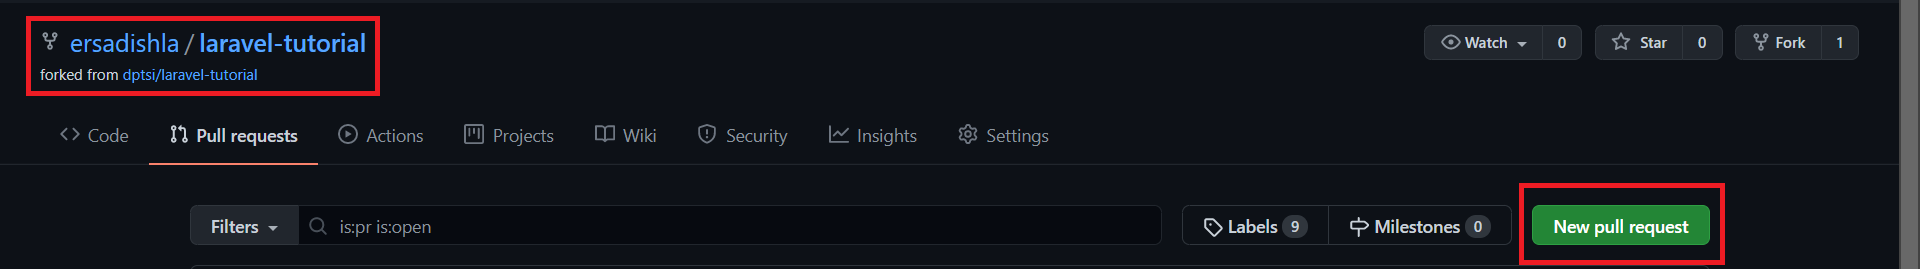 ersadishla / laravel-tutorial
forked from dptsi/laravel-tutorial
Watch 0 Star 0 Fork 1
Code Pull requests Actions Projects Wiki Security Insights Settings
Filters is:pr is:open Labels 9 Milestones 0 New pull request